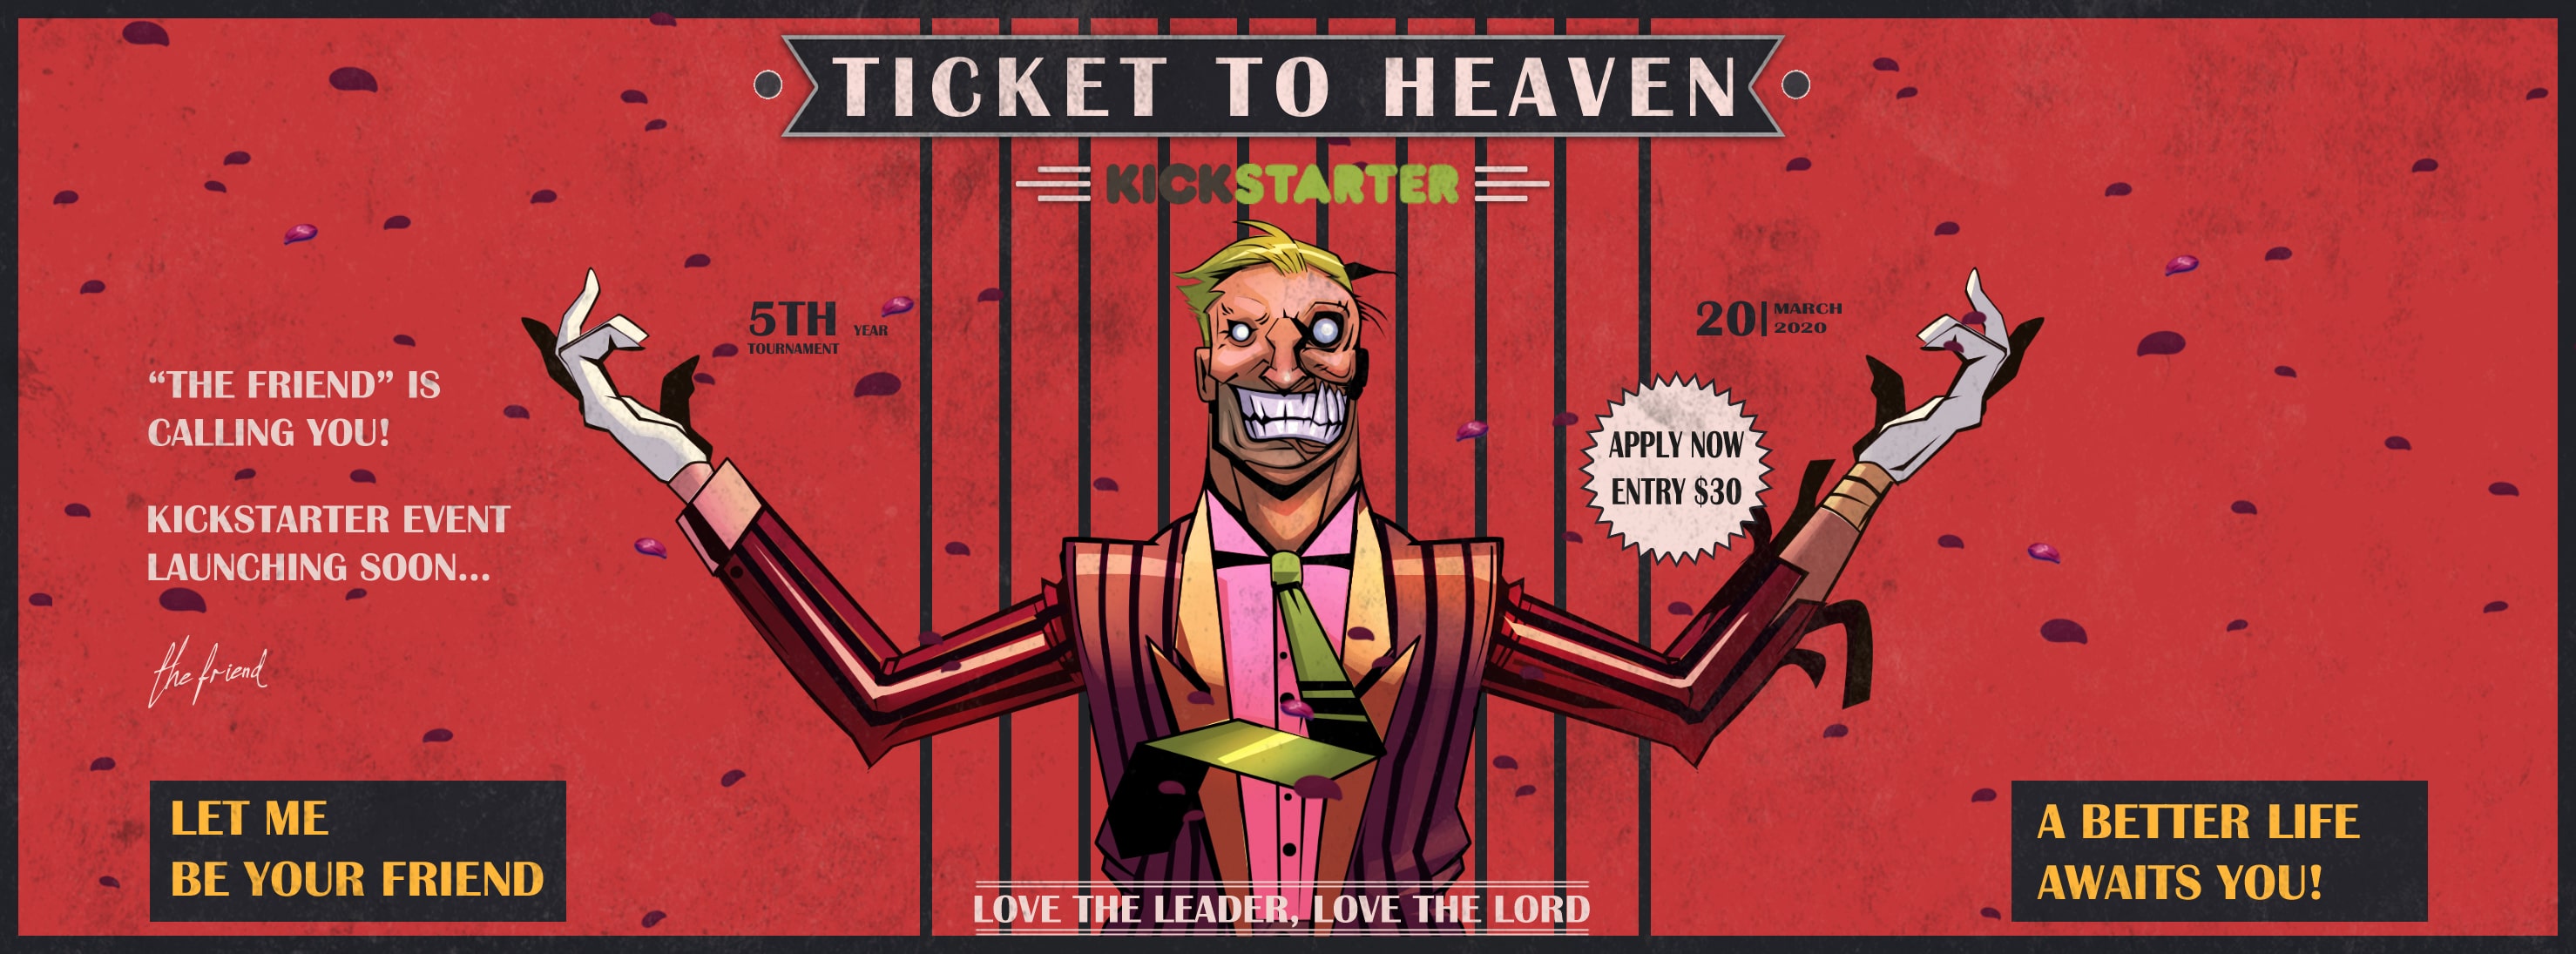 TICKET TO HEAVEN
KICKSTARTER
5TH YEAR
TOURNAMENT
20| MARCH
2020
“THE FRIEND” IS
CALLING YOU!
KICKSTARTER EVENT
LAUNCHING SOON...
the friend
APPLY NOW
ENTRY $30
LET ME
BE YOUR FRIEND
A BETTER LIFE
AWAITS YOU!
LOVE THE LEADER, LOVE THE LORD